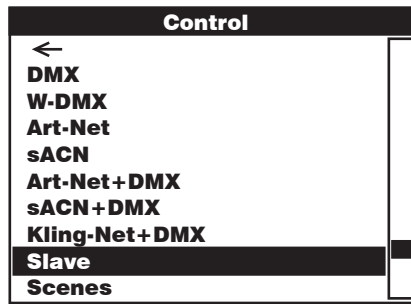 Control
←
DMX
W-DMX
Art-Net
sACN
Art-Net+DMX
sACN+DMX
Kling-Net+DMX
Slave
Scenes